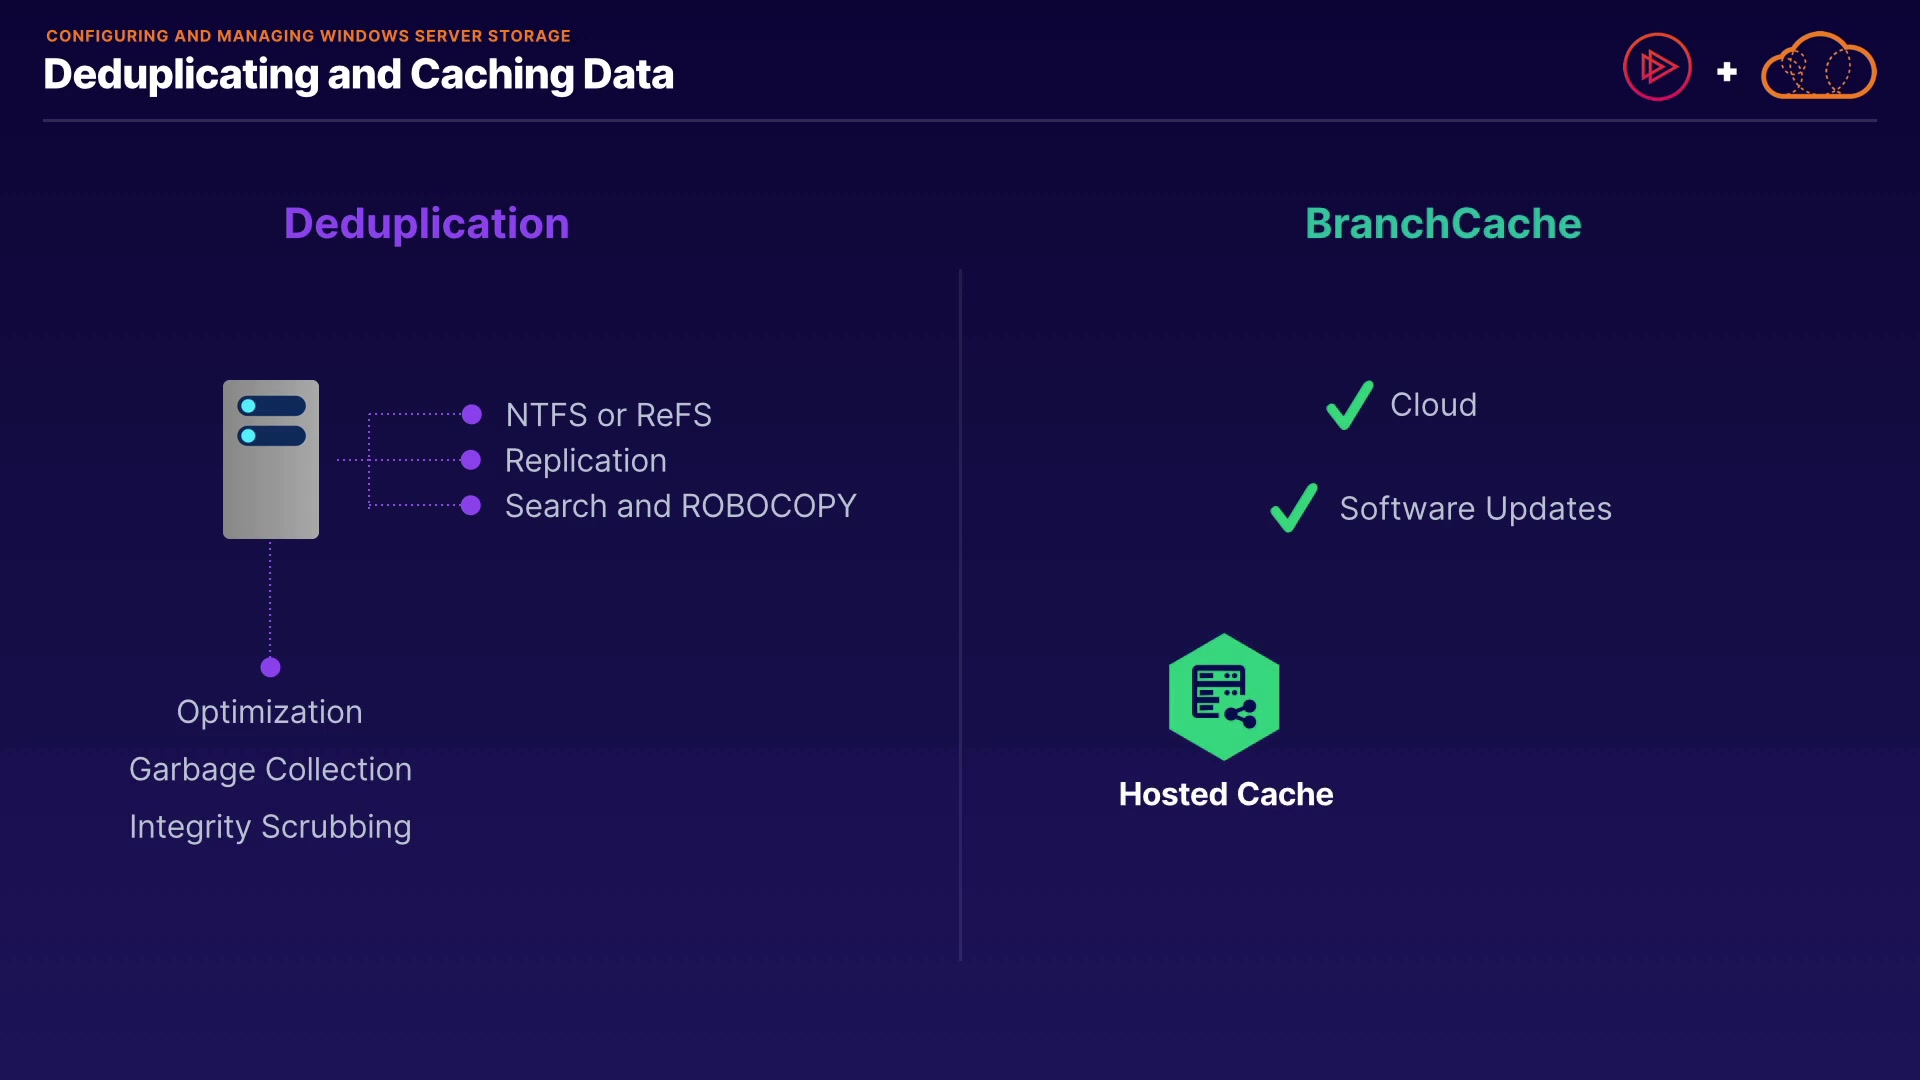 CONFIGURING AND MANAGING WINDOWS SERVER STORAGE
Deduplicating and Caching Data
Deduplication
NTFS or ReFS
Replication
Search and ROBOCOPY
Optimization
Garbage Collection
Integrity Scrubbing
BranchCache
Cloud
Software Updates
Hosted Cache